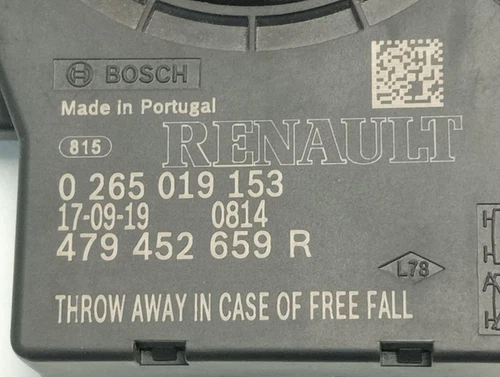 BOSCH
Made in Portugal
815
RENAULT
0 265 019 153
17-09-19 0814
479 452 659 R
L78
THROW AWAY IN CASE OF FREE FALL